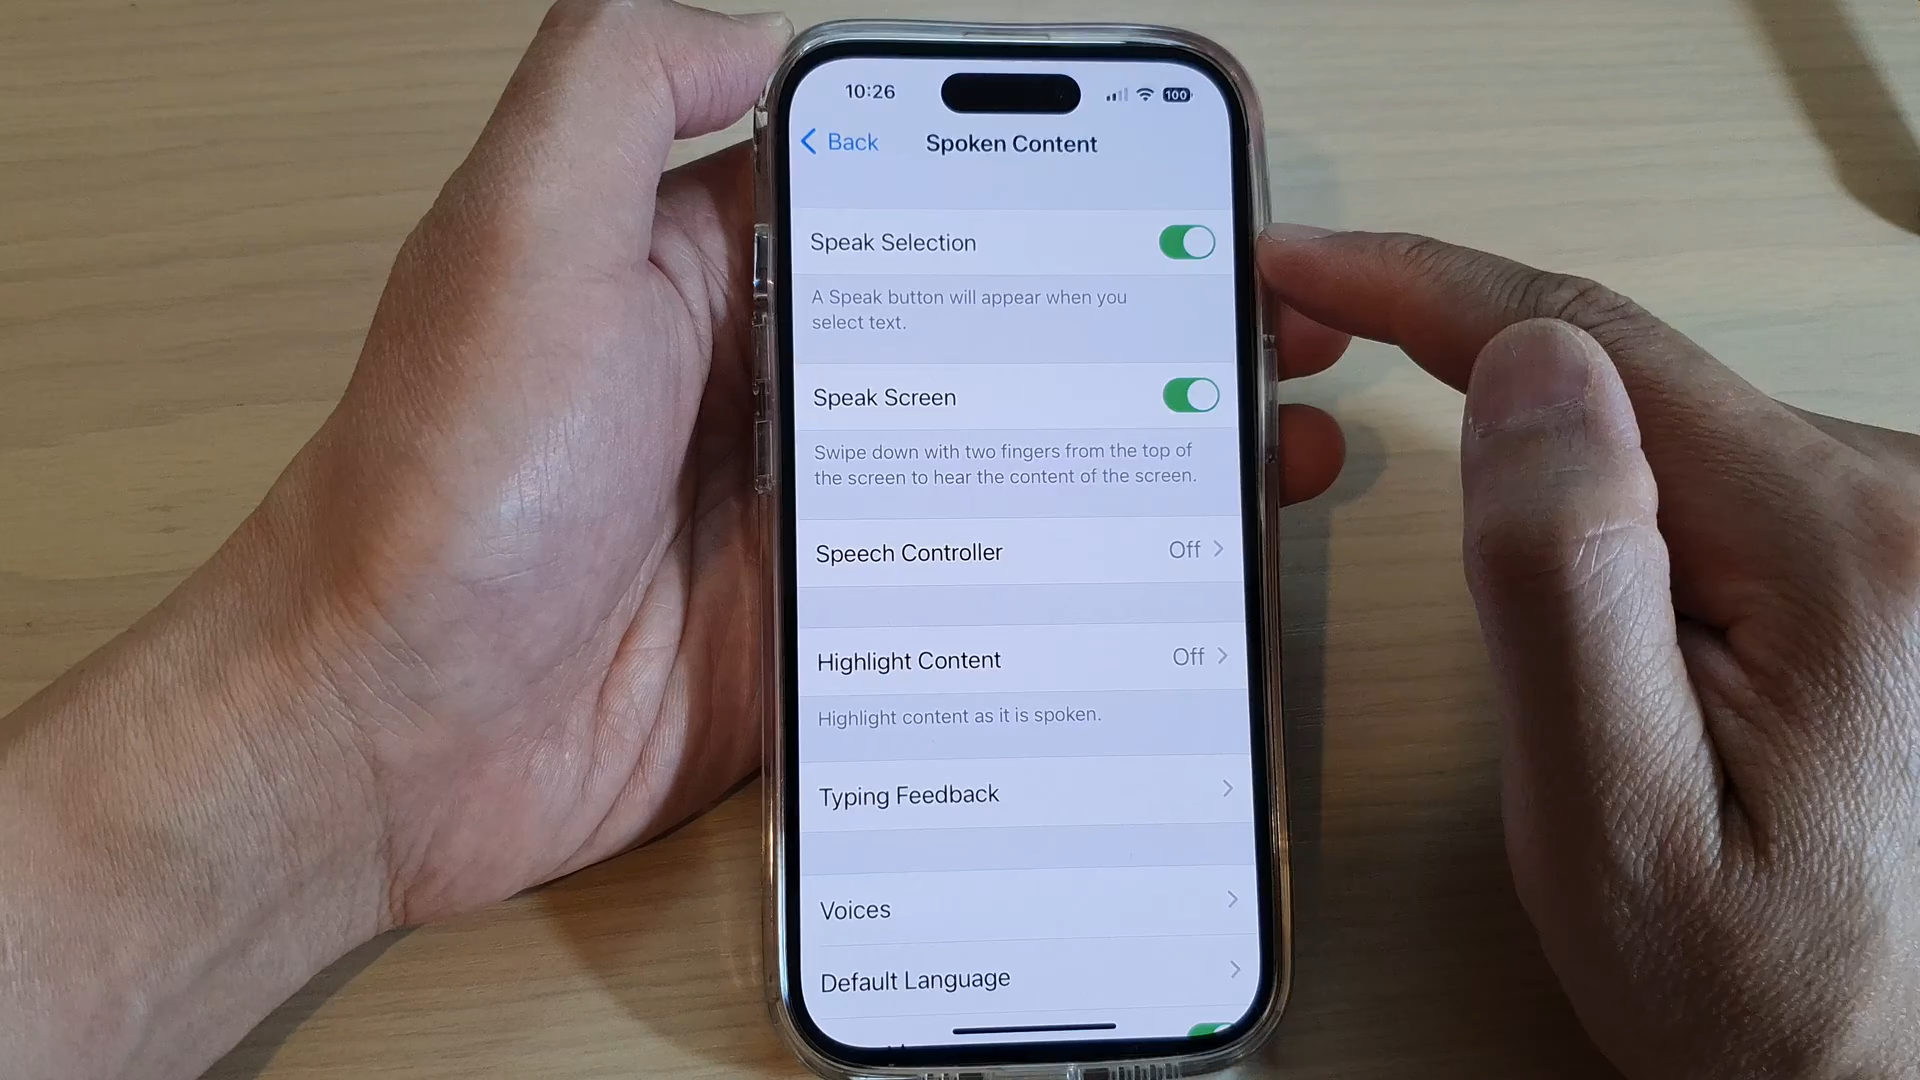 10:26
100
Back
Spoken Content
Speak Selection
A Speak button will appear when you
select text.
Speak Screen
Swipe down with two fingers from the top of
the screen to hear the content of the screen.
Speech Controller
Off
Highlight Content
Off
Highlight content as it is spoken.
Typing Feedback
Voices
Default Language